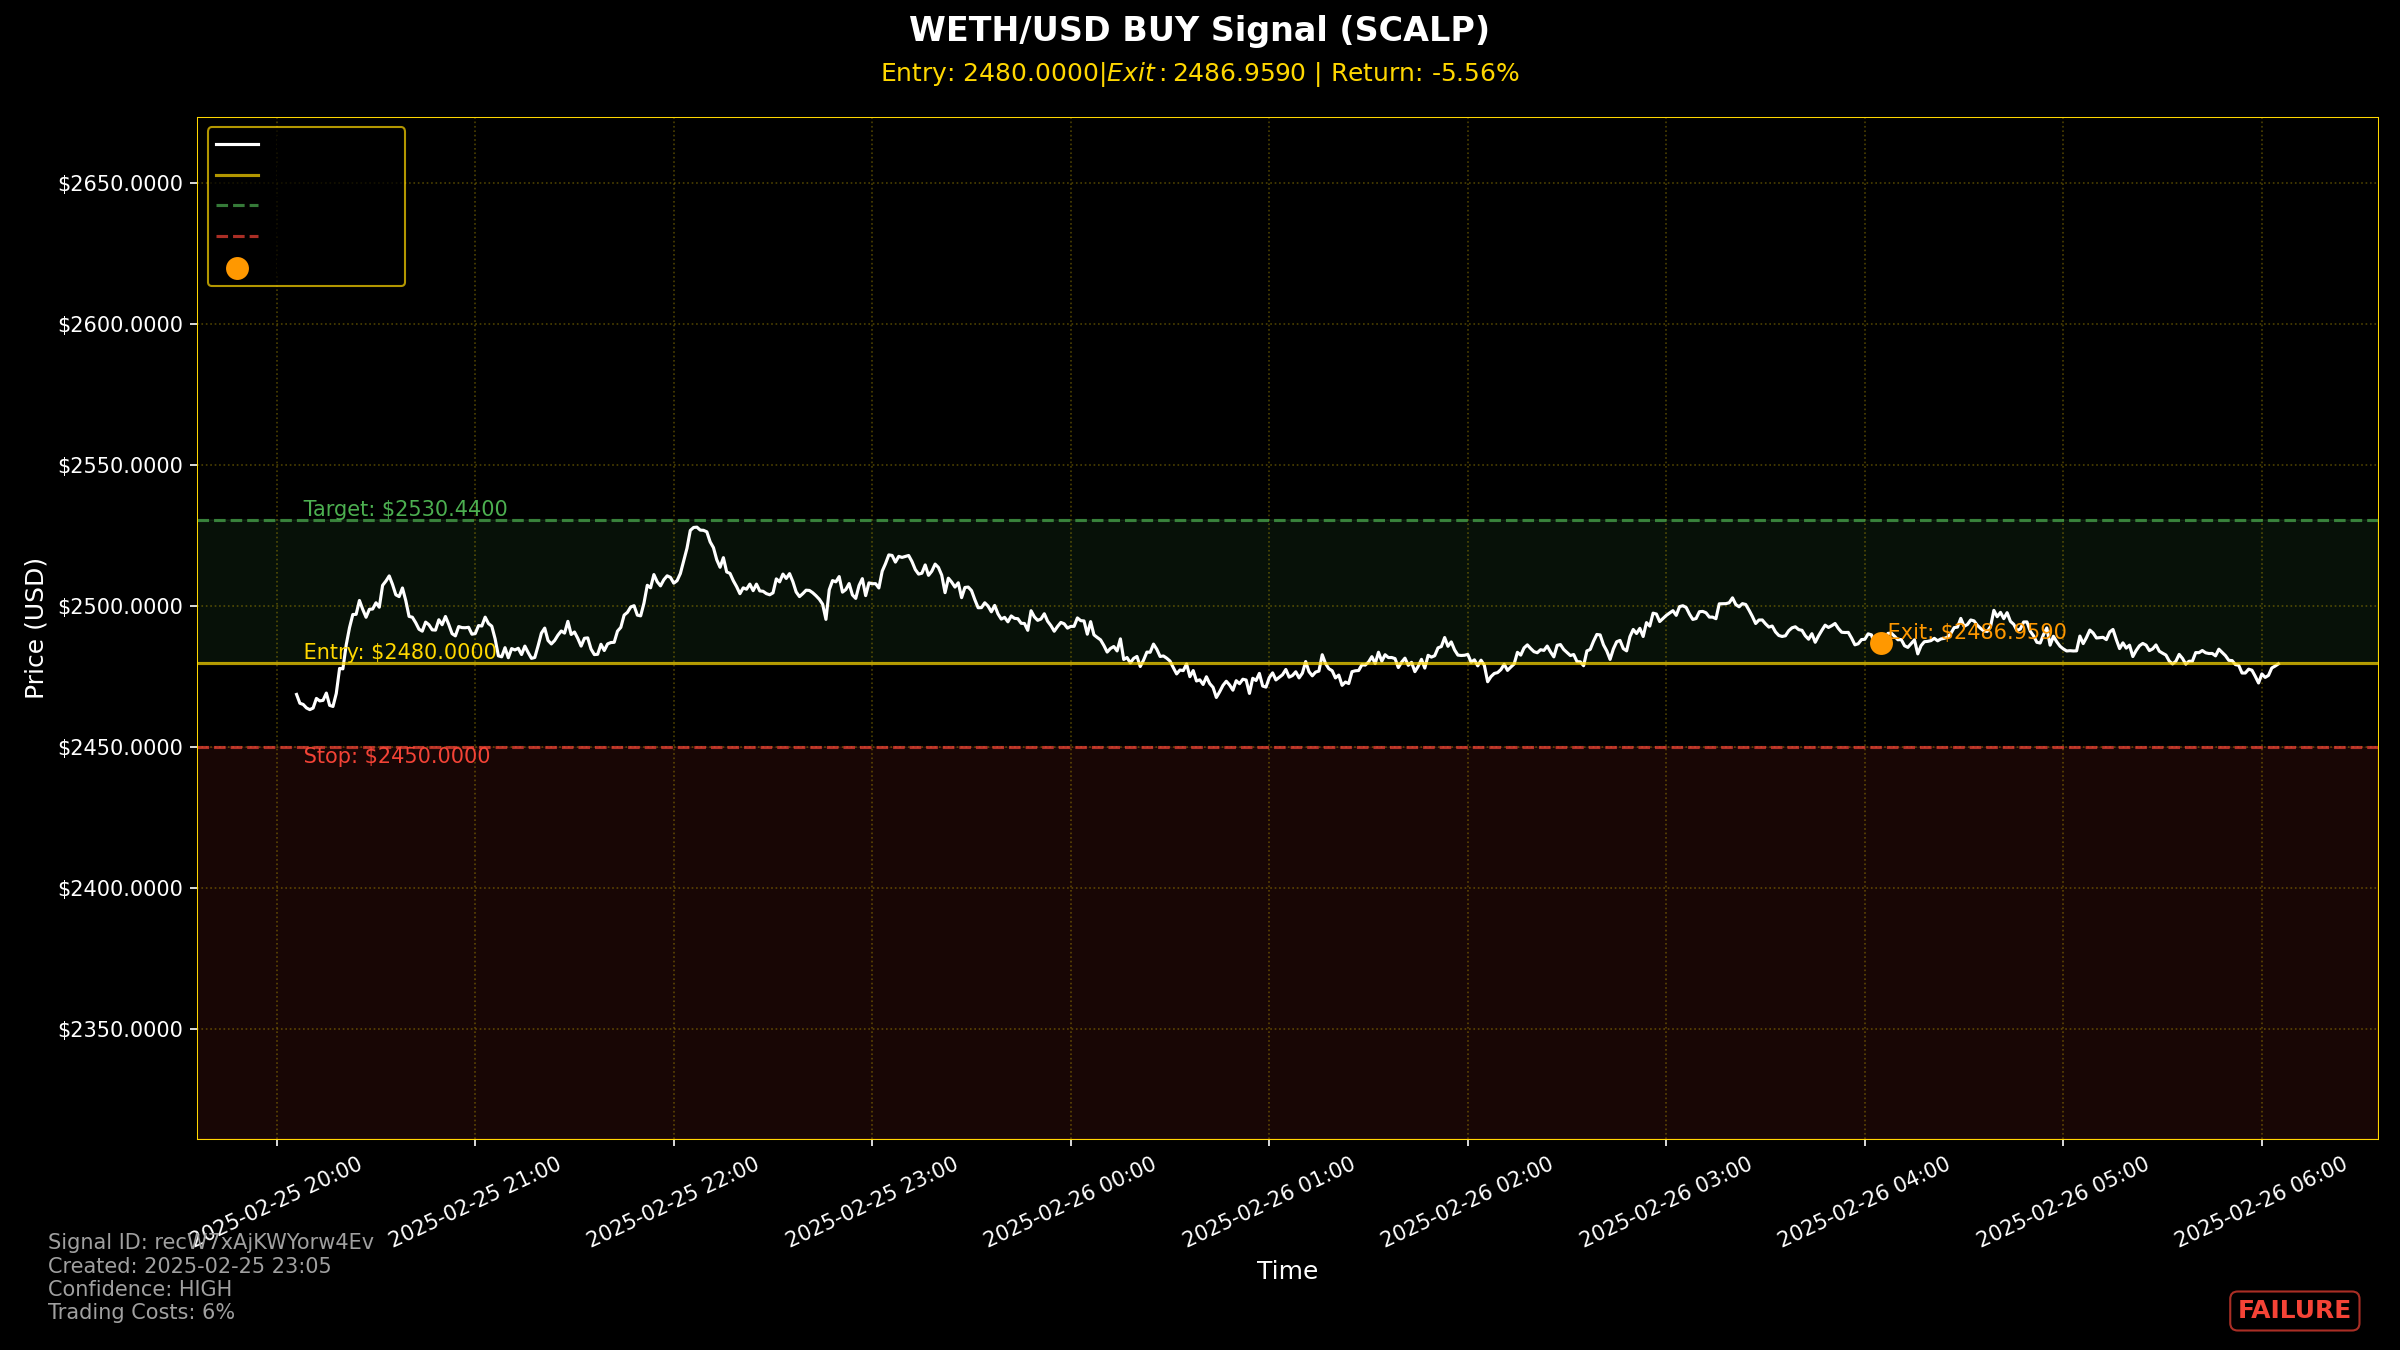 WETH/USD BUY Signal (SCALP)
Entry: 2480.0000|Exit: 2486.9590 | Return: -5.56%
$2650.0000
$2600.0000
$2550.0000
$2500.0000
$2450.0000
$2400.0000
$2350.0000
Price (USD)
Target: $2530.4400
Entry: $2480.0000
Exit: $2486.9590
Stop: $2450.0000
2025-02-25 20:00
2025-02-25 21:00
2025-02-25 22:00
2025-02-25 23:00
2025-02-26 00:00
2025-02-26 01:00
2025-02-26 02:00
2025-02-26 03:00
2025-02-26 04:00
2025-02-26 05:00
2025-02-26 06:00
Time
Signal ID: recW7xAjKWYorw4Ev
Created: 2025-02-25 23:05
Confidence: HIGH
Trading Costs: 6%
FAILURE